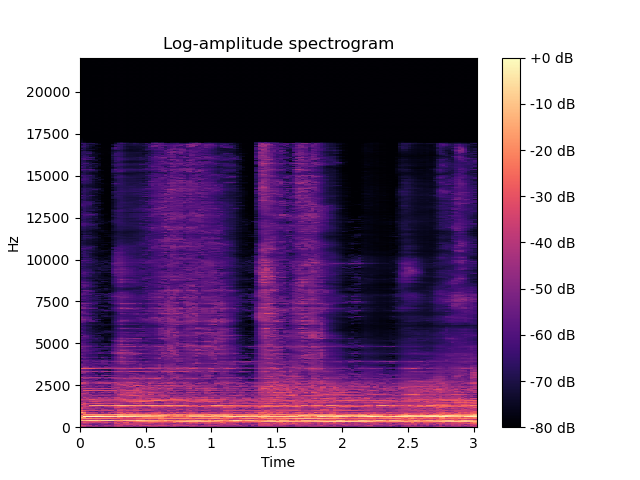 Log-amplitude spectrogram
Hz
20000
17500
15000
12500
10000
7500
5000
2500
0
0 0.5 1 1.5 2 2.5 3
Time
+0 dB
-10 dB
-20 dB
-30 dB
-40 dB
-50 dB
-60 dB
-70 dB
-80 dB